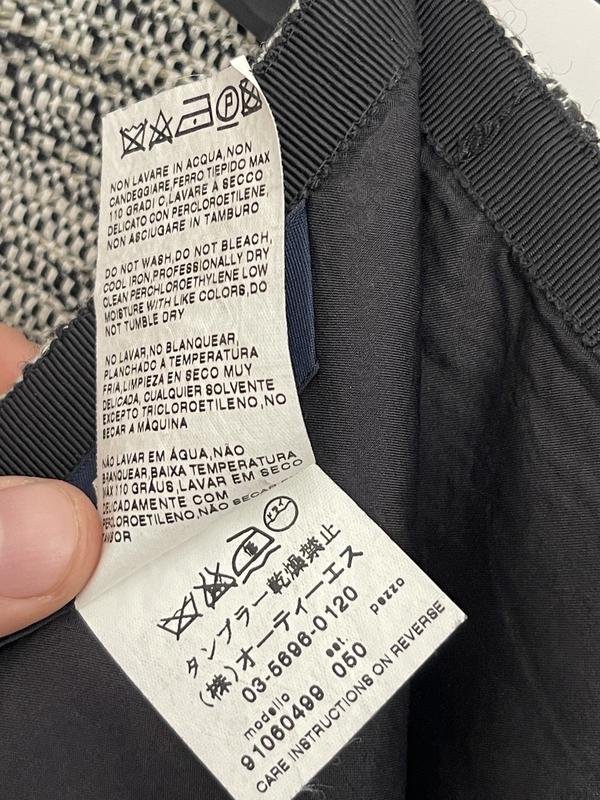 NON LAVARE IN ACQUA,NON
CANDEGGIARE,FERRO TIEPIDO MAX
110 GRADI C,LAVARE A SECCO
DELICATO CON PERCLOROETILENE,
NON ASCIUGARE IN TAMBURO
DO NOT WASH,DO NOT BLEACH,
COOL IRON,PROFESSIONALLY DRY
CLEAN PERCHLOROETHYLENE LOW
MOISTURE WITH LIKE COLORS,DO
NOT TUMBLE DRY
NO LAVAR,NO BLANQUEAR,
PLANCHADO A TEMPERATURA
FRIA,LIMPIEZA EN SECO MUY
DELICADA, CUALQUIER SOLVENTE
EXCEPTO TRICLOROETILENO,NO
SECAR A MÁQUINA
NÃO LAVAR EM ÁGUA,NÃO
BRANQUEAR,BAIXA TEMPERATURA
MAX 110 GRÁUS,LAVAR EM SECO
DELICADAMENTE COM
PERCLOROETILENO,NÃO SECAR
TAMBOR
タンブラー乾燥禁止
(株)オーティーエス
03-5696-0120
modello est. pezzo
91060499 050
CARE INSTRUCTIONS ON REVERSE